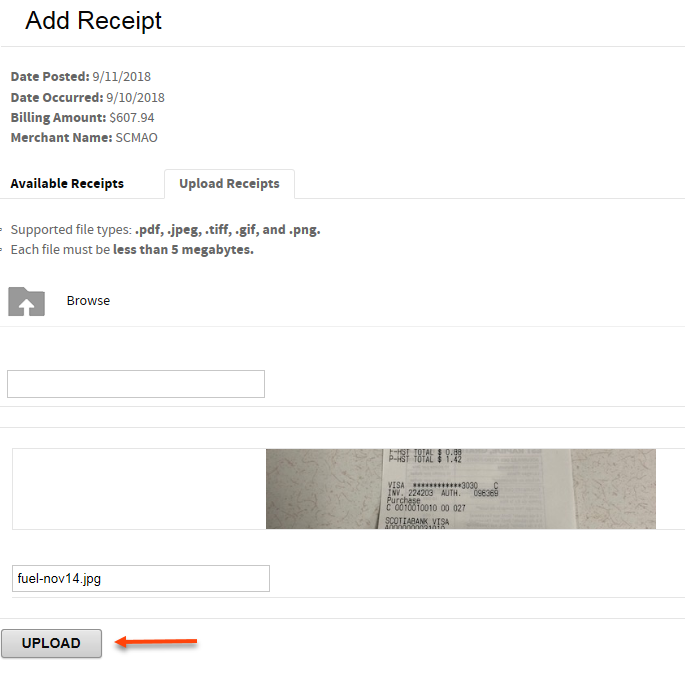 Add Receipt
Date Posted: 9/11/2018
Date Occurred: 9/10/2018
Billing Amount: $607.94
Merchant Name: SCMAO
Available Receipts
Upload Receipts
Supported file types: .pdf, .jpeg, .tiff, .gif, and .png.
Each file must be less than 5 megabytes.
Browse
F-HST TOTAL $ 0.88
P-HST TOTAL $ 1.42
VISA ************3030 C
INV. 224203 AUTH. 096369
Purchase
C 0010010010 00 027
SCOTIABANK VISA
fuel-nov14.jpg
UPLOAD